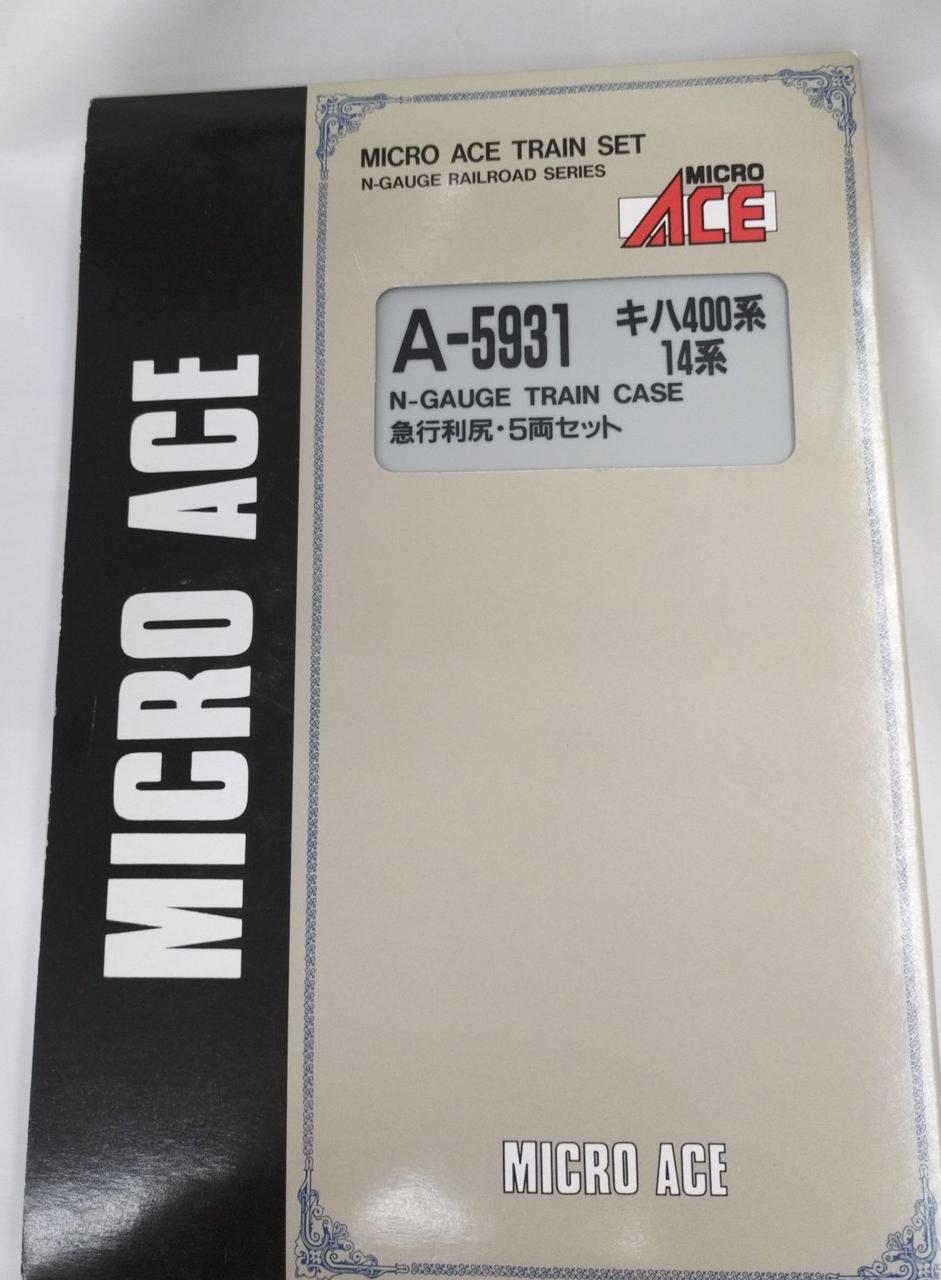 MICRO ACE
MICRO ACE TRAIN SET
N-GAUGE RAILROAD SERIES
MICRO
ACE
A-5931 キハ400系
14系
N-GAUGE TRAIN CASE
急行利尻・5両セット
MICRO ACE